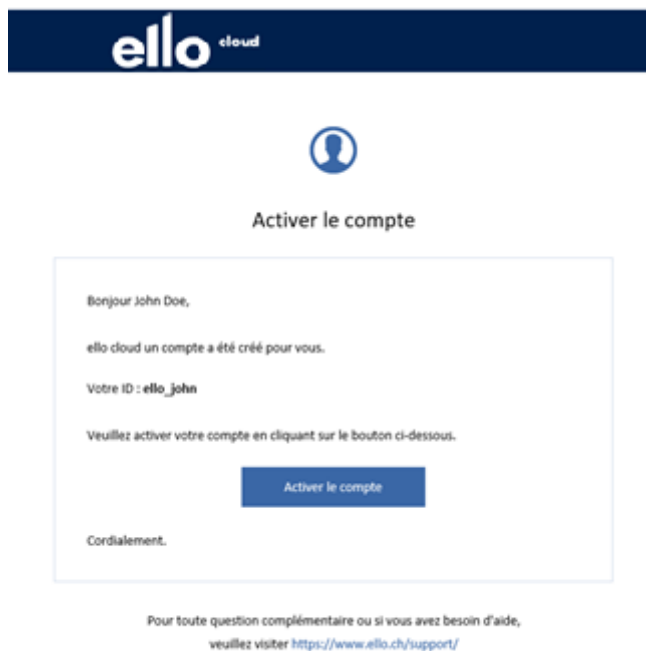 ello cloud
Activer le compte
Bonjour John Doe,
ello cloud un compte a été créé pour vous.
Votre ID : ello_john
Veuillez activer votre compte en cliquant sur le bouton ci-dessous.
Activer le compte
Cordialement.
Pour toute question complémentaire ou si vous avez besoin d'aide,
veuillez visiter https://www.ello.ch/support/